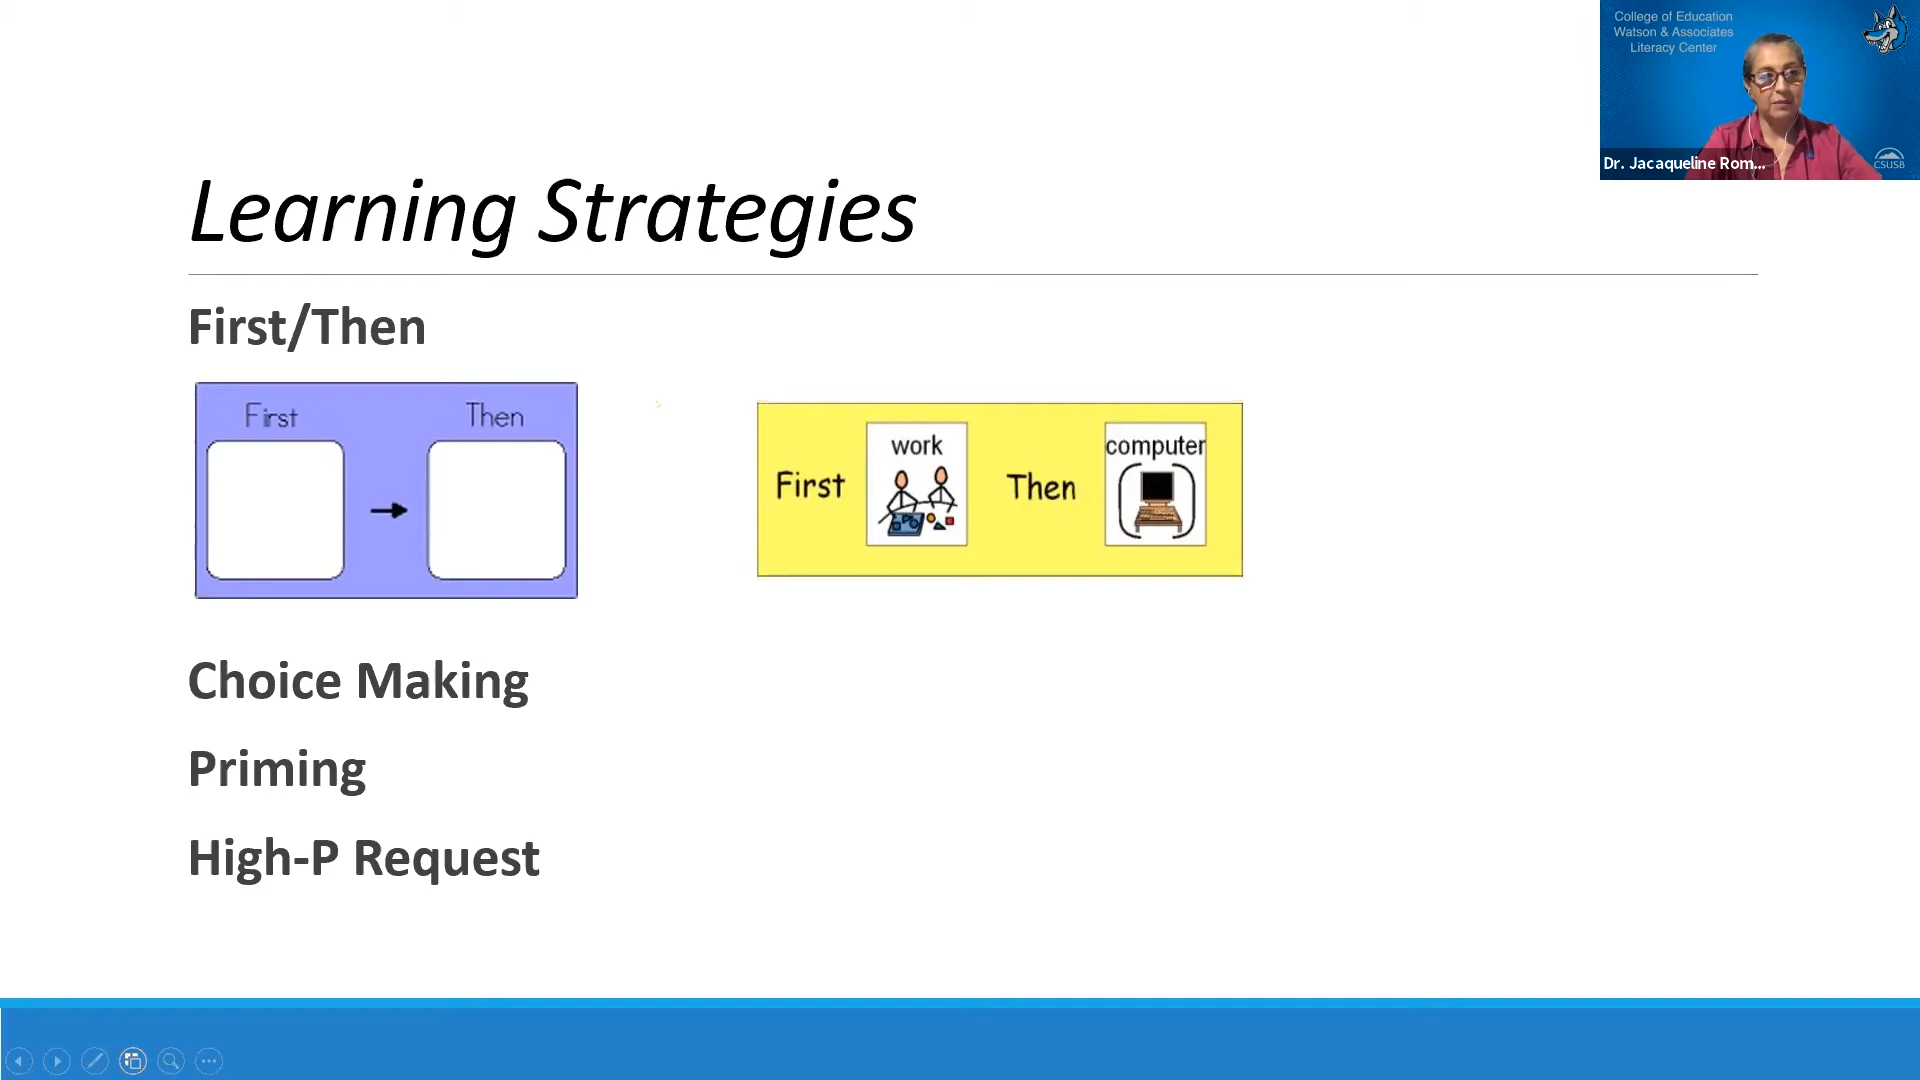 College of Education
Watson & Associates
Literacy Center
Dr. Jacaqueline Rom...
CSUSB
Learning Strategies
First/Then
First Then
First work Then computer
Choice Making
Priming
High-P Request